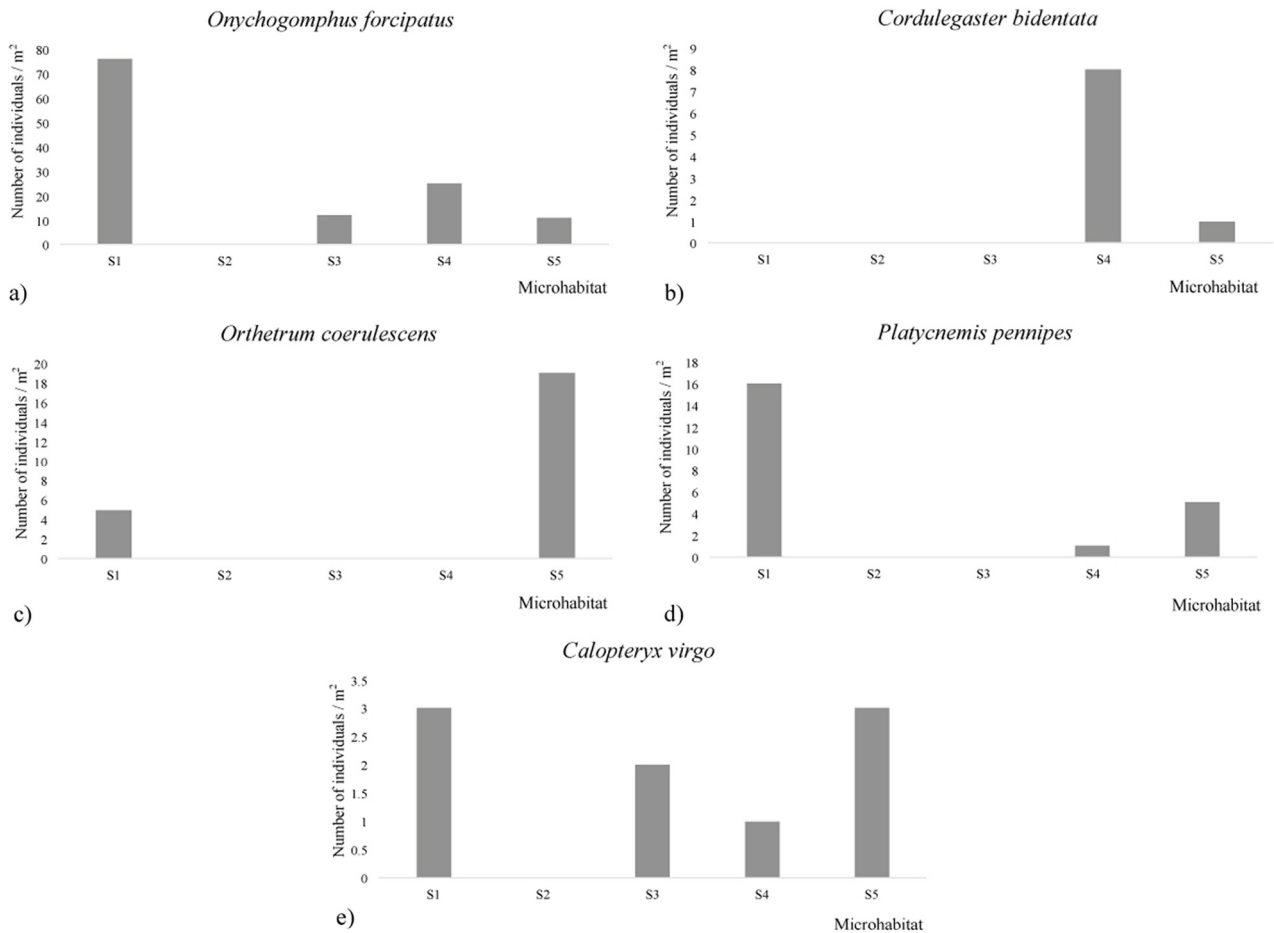 Onychogomphus forcipatus
Number of individuals / m²
80
70
60
50
40
30
20
10
0
S1 S2 S3 S4 S5
Microhabitat
a)
Cordulegaster bidentata
Number of individuals / m²
9
8
7
6
5
4
3
2
1
0
S1 S2 S3 S4 S5
Microhabitat
b)
Orthetrum coerulescens
Number of individuals / m²
20
18
16
14
12
10
8
6
4
2
0
S1 S2 S3 S4 S5
Microhabitat
c)
Platycnemis pennipes
Number of individuals / m²
18
16
14
12
10
8
6
4
2
0
S1 S2 S3 S4 S5
Microhabitat
d)
Calopteryx virgo
Number of individuals / m²
3.5
3
2.5
2
1.5
1
0.5
0
S1 S2 S3 S4 S5
Microhabitat
e)